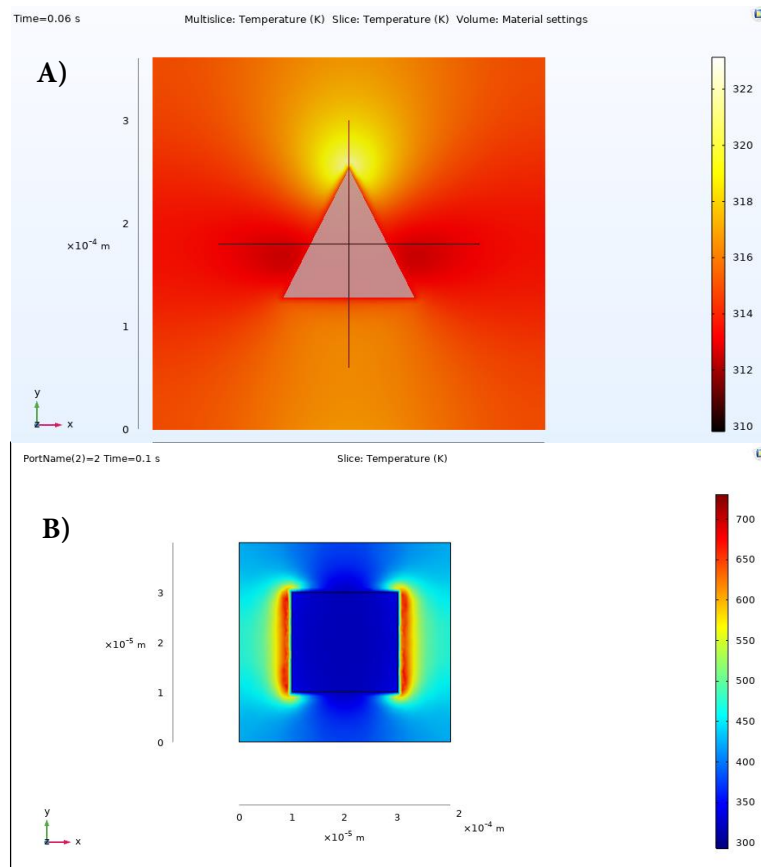 Time=0.06 s Multislice: Temperature (K) Slice: Temperature (K) Volume: Material settings
A)
3
2
×10⁻⁴ m
1
0
322
320
318
316
314
312
310
y
z x
PortName(2)=2 Time=0.1 s Slice: Temperature (K)
B)
3
2
×10⁻⁵ m
1
0
700
650
600
550
500
450
400
350
300
0 1 2 3 2
×10⁻⁵ m ×10⁻⁴ m
y
z x